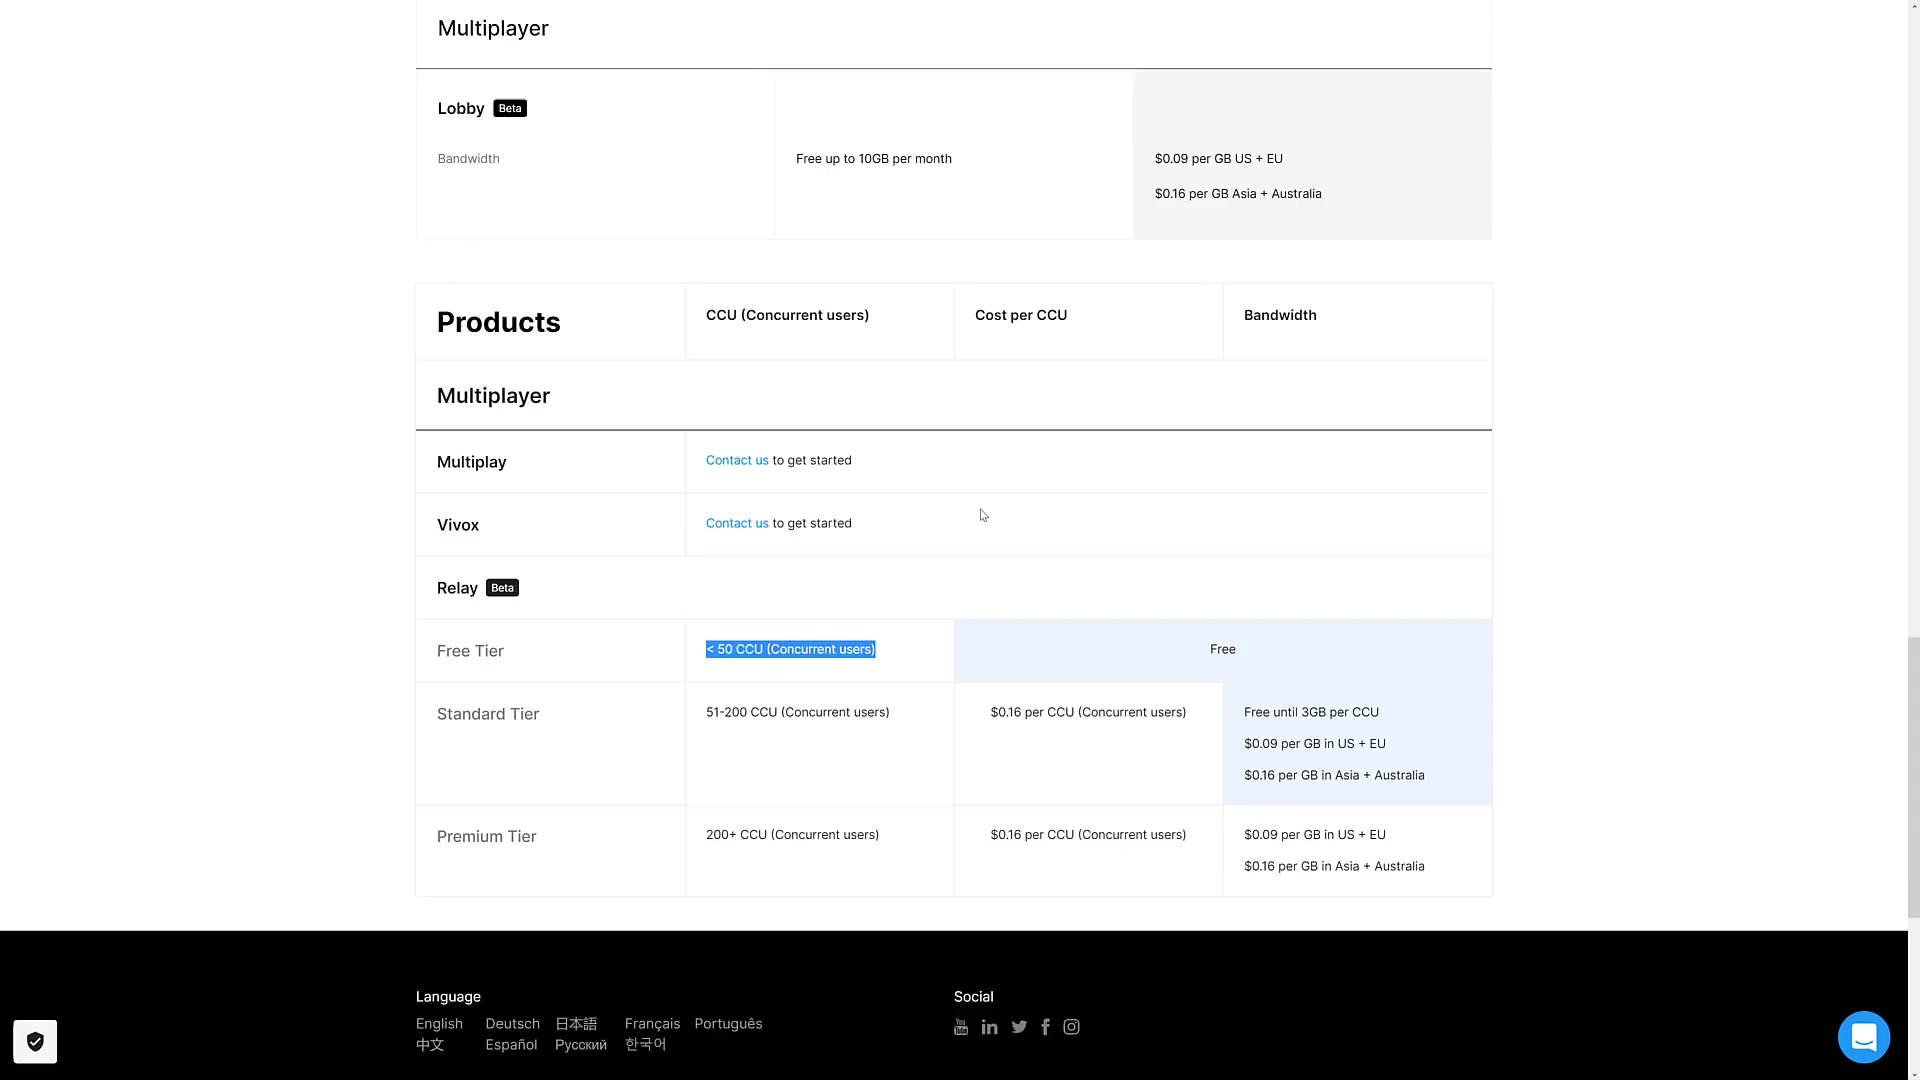 Multiplayer
Lobby Beta
Bandwidth Free up to 10GB per month $0.09 per GB US + EU
$0.16 per GB Asia + Australia
Products CCU (Concurrent users) Cost per CCU Bandwidth
Multiplayer
Multiplay Contact us to get started
Vivox Contact us to get started
Relay Beta
Free Tier < 50 CCU (Concurrent users) Free
Standard Tier 51-200 CCU (Concurrent users) $0.16 per CCU (Concurrent users) Free until 3GB per CCU
$0.09 per GB in US + EU
$0.16 per GB in Asia + Australia
Premium Tier 200+ CCU (Concurrent users) $0.16 per CCU (Concurrent users) $0.09 per GB in US + EU
$0.16 per GB in Asia + Australia
Language Social
English Deutsch 日本語 Français Português
中文 Español Русский 한국어